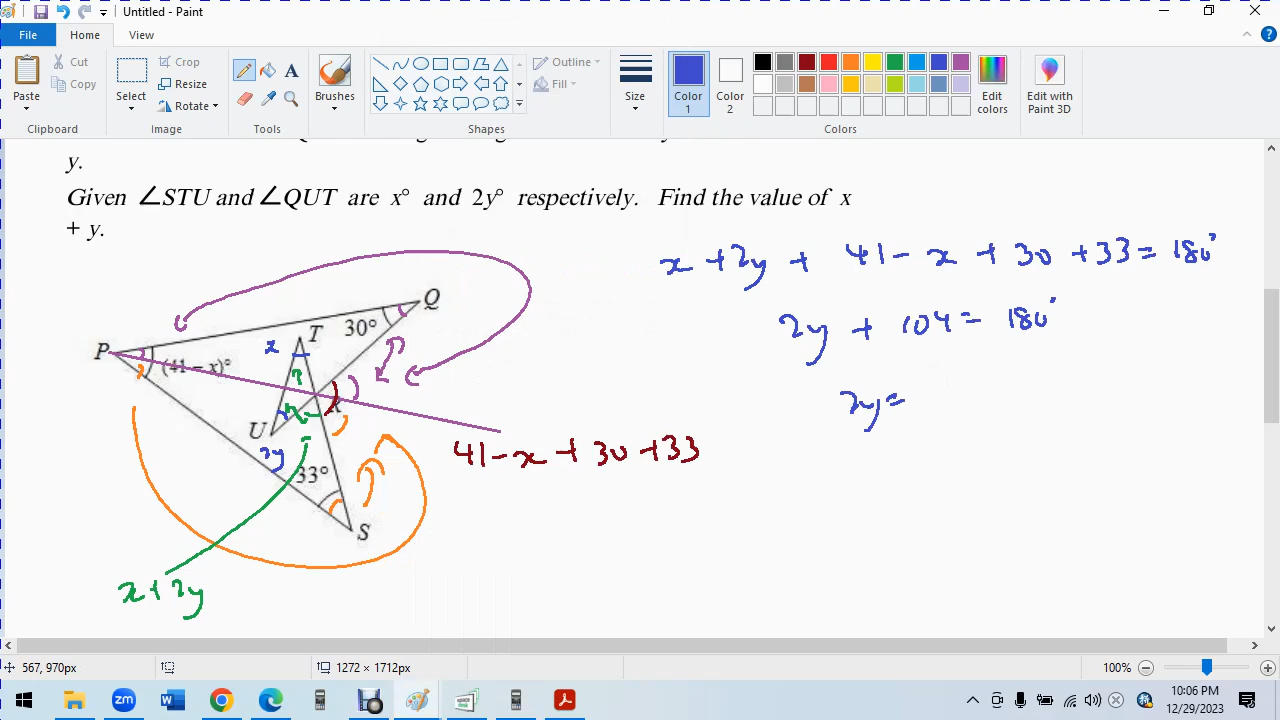 Untitled - Paint
File Home View
Cut
Copy
Paste
Clipboard
Crop
Resize
Rotate
Select
Image
A
Tools
Brushes
Outline
Fill
Shapes
Size
Color 1
Color 2
Edit colors
Colors
Edit with Paint 3D
y.
Given ∠STU and ∠QUT are x° and 2y° respectively. Find the value of x
+ y.
x + 2y + 41 - x + 30 + 33 = 180°
2y + 104 = 180°
2y =
Q
T
30°
x
P
(41 − x)°
?
R
U
2y
33°
S
41 - x + 30 + 33
x + 2y
567, 970px
1272 × 1712px
100%
10:06 PM
12/29/2023